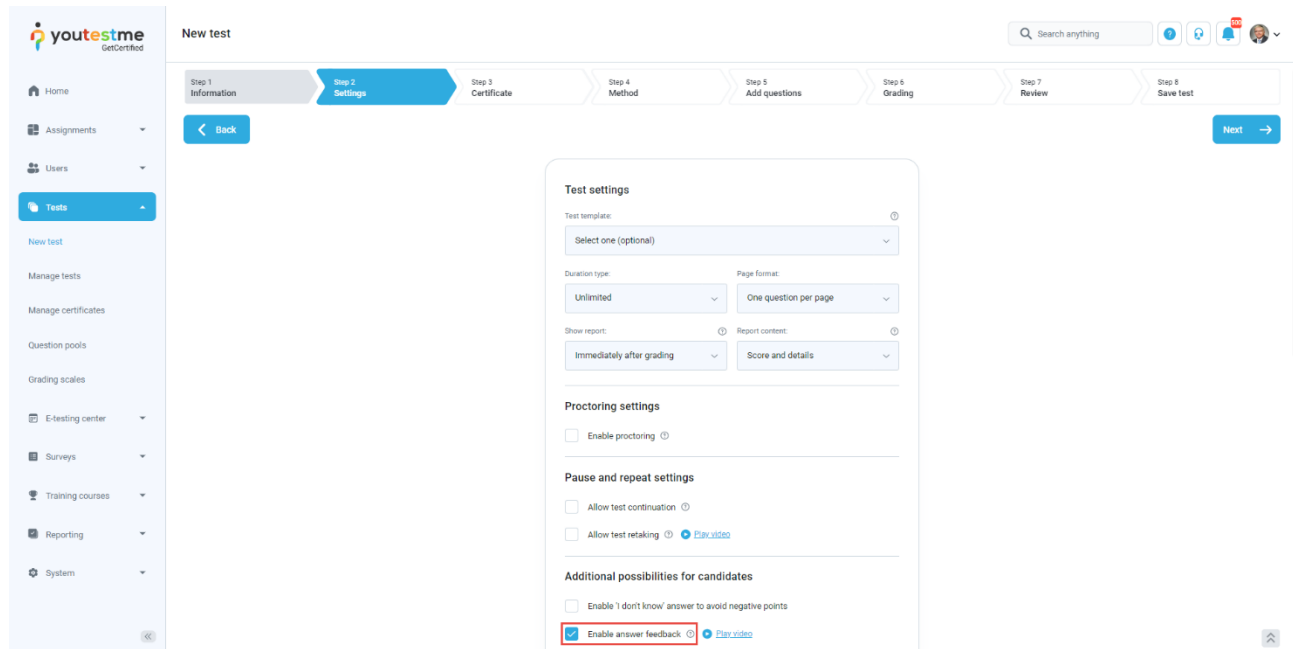 youtestme
GetCertified
New test
Search anything
?
500
Home
Assignments
Users
Tests
New test
Manage tests
Manage certificates
Question pools
Grading scales
E-testing center
Surveys
Training courses
Reporting
System
Step 1
Information
Step 2
Settings
Step 3
Certificate
Step 4
Method
Step 5
Add questions
Step 6
Grading
Step 7
Review
Step 8
Save test
Back
Next
Test settings
Test template: ?
Select one (optional)
Duration type: Page format:
Unlimited One question per page
Show report: ? Report content: ?
Immediately after grading Score and details
Proctoring settings
Enable proctoring ?
Pause and repeat settings
Allow test continuation ?
Allow test retaking ? Play video
Additional possibilities for candidates
Enable 'I don't know' answer to avoid negative points
Enable answer feedback ? Play video